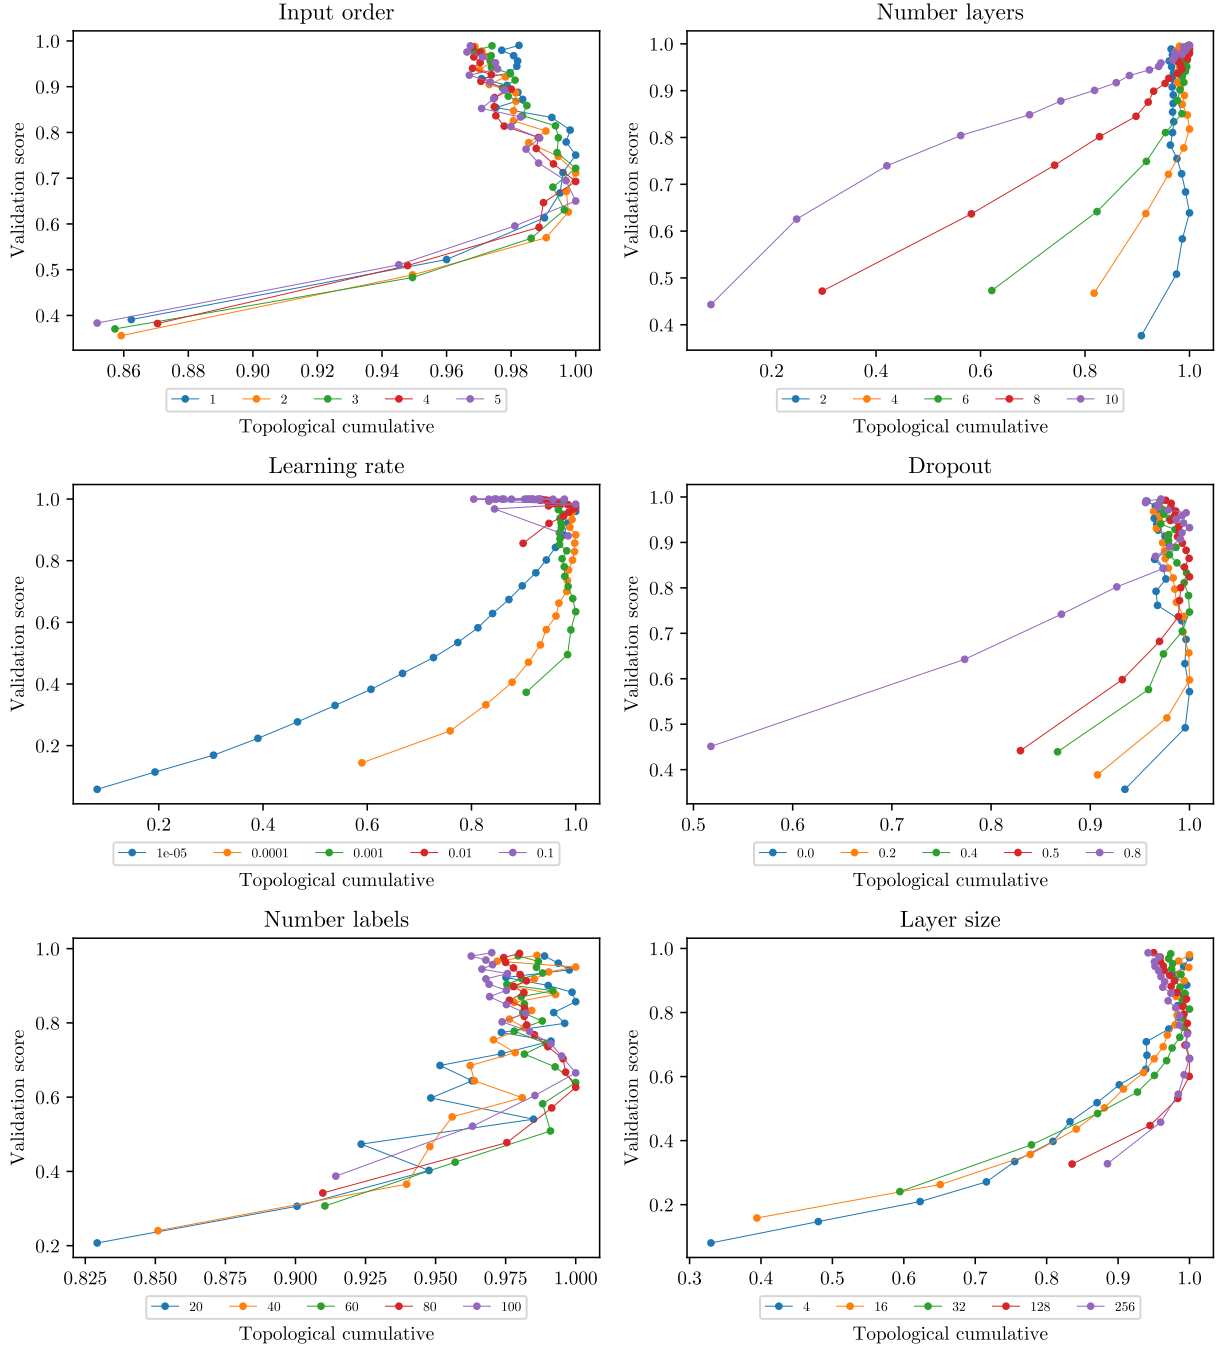 Input order
Validation score
1.0
0.9
0.8
0.7
0.6
0.5
0.4
0.86 0.88 0.90 0.92 0.94 0.96 0.98 1.00
1 2 3 4 5
Topological cumulative
Number layers
Validation score
1.0
0.9
0.8
0.7
0.6
0.5
0.4
0.2 0.4 0.6 0.8 1.0
2 4 6 8 10
Topological cumulative
Learning rate
Validation score
1.0
0.8
0.6
0.4
0.2
0.2 0.4 0.6 0.8 1.0
1e-05 0.0001 0.001 0.01 0.1
Topological cumulative
Dropout
Validation score
1.0
0.9
0.8
0.7
0.6
0.5
0.4
0.5 0.6 0.7 0.8 0.9 1.0
0.0 0.2 0.4 0.5 0.8
Topological cumulative
Number labels
Validation score
1.0
0.8
0.6
0.4
0.2
0.825 0.850 0.875 0.900 0.925 0.950 0.975 1.000
20 40 60 80 100
Topological cumulative
Layer size
Validation score
1.0
0.8
0.6
0.4
0.2
0.3 0.4 0.5 0.6 0.7 0.8 0.9 1.0
4 16 32 128 256
Topological cumulative